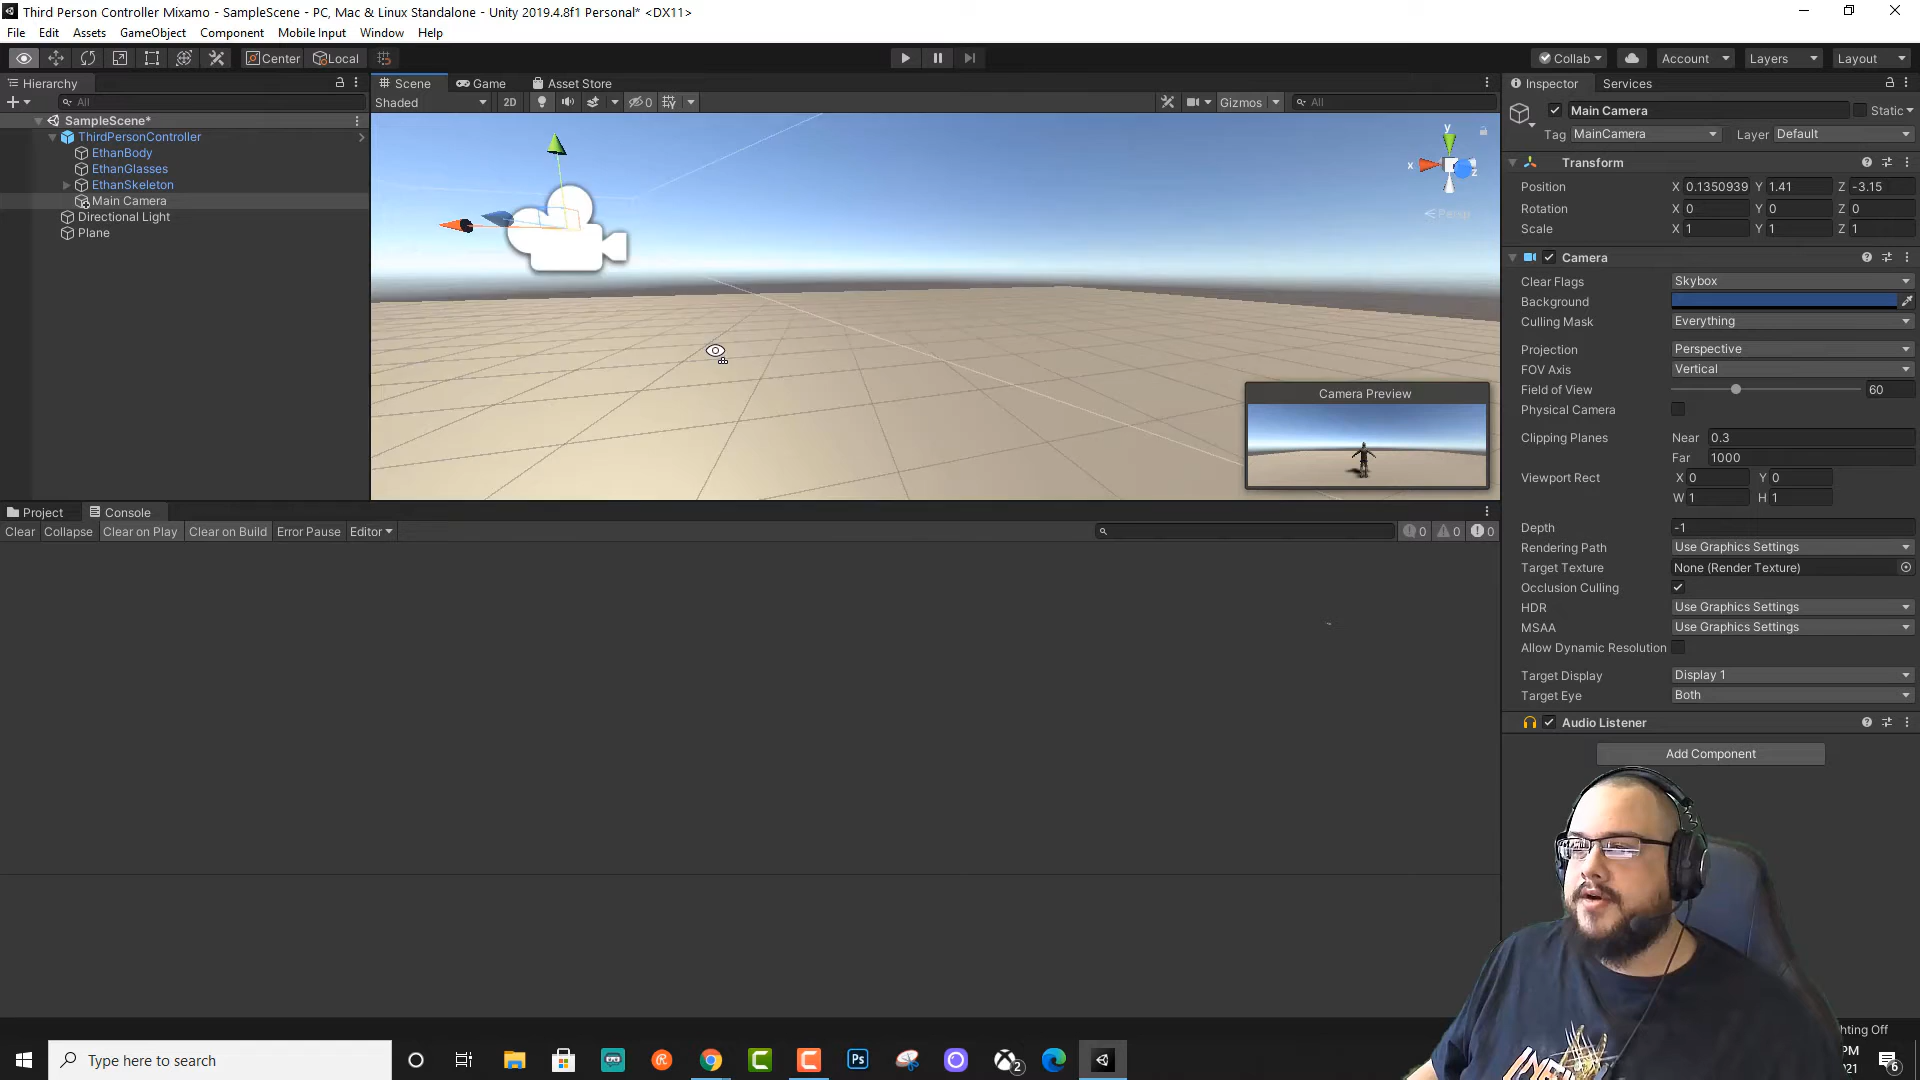 Third Person Controller Mixamo - SampleScene - PC, Mac & Linux Standalone - Unity 2019.4.8f1 Personal* <DX11>
File Edit Assets GameObject Component Mobile Input Window Help
Center Local Collab Account Layers Layout
Hierarchy
All
SampleScene*
ThirdPersonController
EthanBody
EthanGlasses
EthanSkeleton
Main Camera
Directional Light
Plane
Scene Game Asset Store
Shaded 2D 0 Gizmos All
y
x
z
Persp
Camera Preview
Inspector Services
Main Camera Static
Tag MainCamera Layer Default
Transform
Position X 0.1350939 Y 1.41 Z -3.15
Rotation X 0 Y 0 Z 0
Scale X 1 Y 1 Z 1
Camera
Clear Flags Skybox
Background
Culling Mask Everything
Projection Perspective
FOV Axis Vertical
Field of View 60
Physical Camera
Clipping Planes Near 0.3
Far 1000
Viewport Rect X 0 Y 0
W 1 H 1
Depth -1
Rendering Path Use Graphics Settings
Target Texture None (Render Texture)
Occlusion Culling
HDR Use Graphics Settings
MSAA Use Graphics Settings
Allow Dynamic Resolution
Target Display Display 1
Target Eye Both
Audio Listener
Add Component
Project Console
Clear Collapse Clear on Play Clear on Build Error Pause Editor 0 0 0
Type here to search
Ps
2
PM
21
6